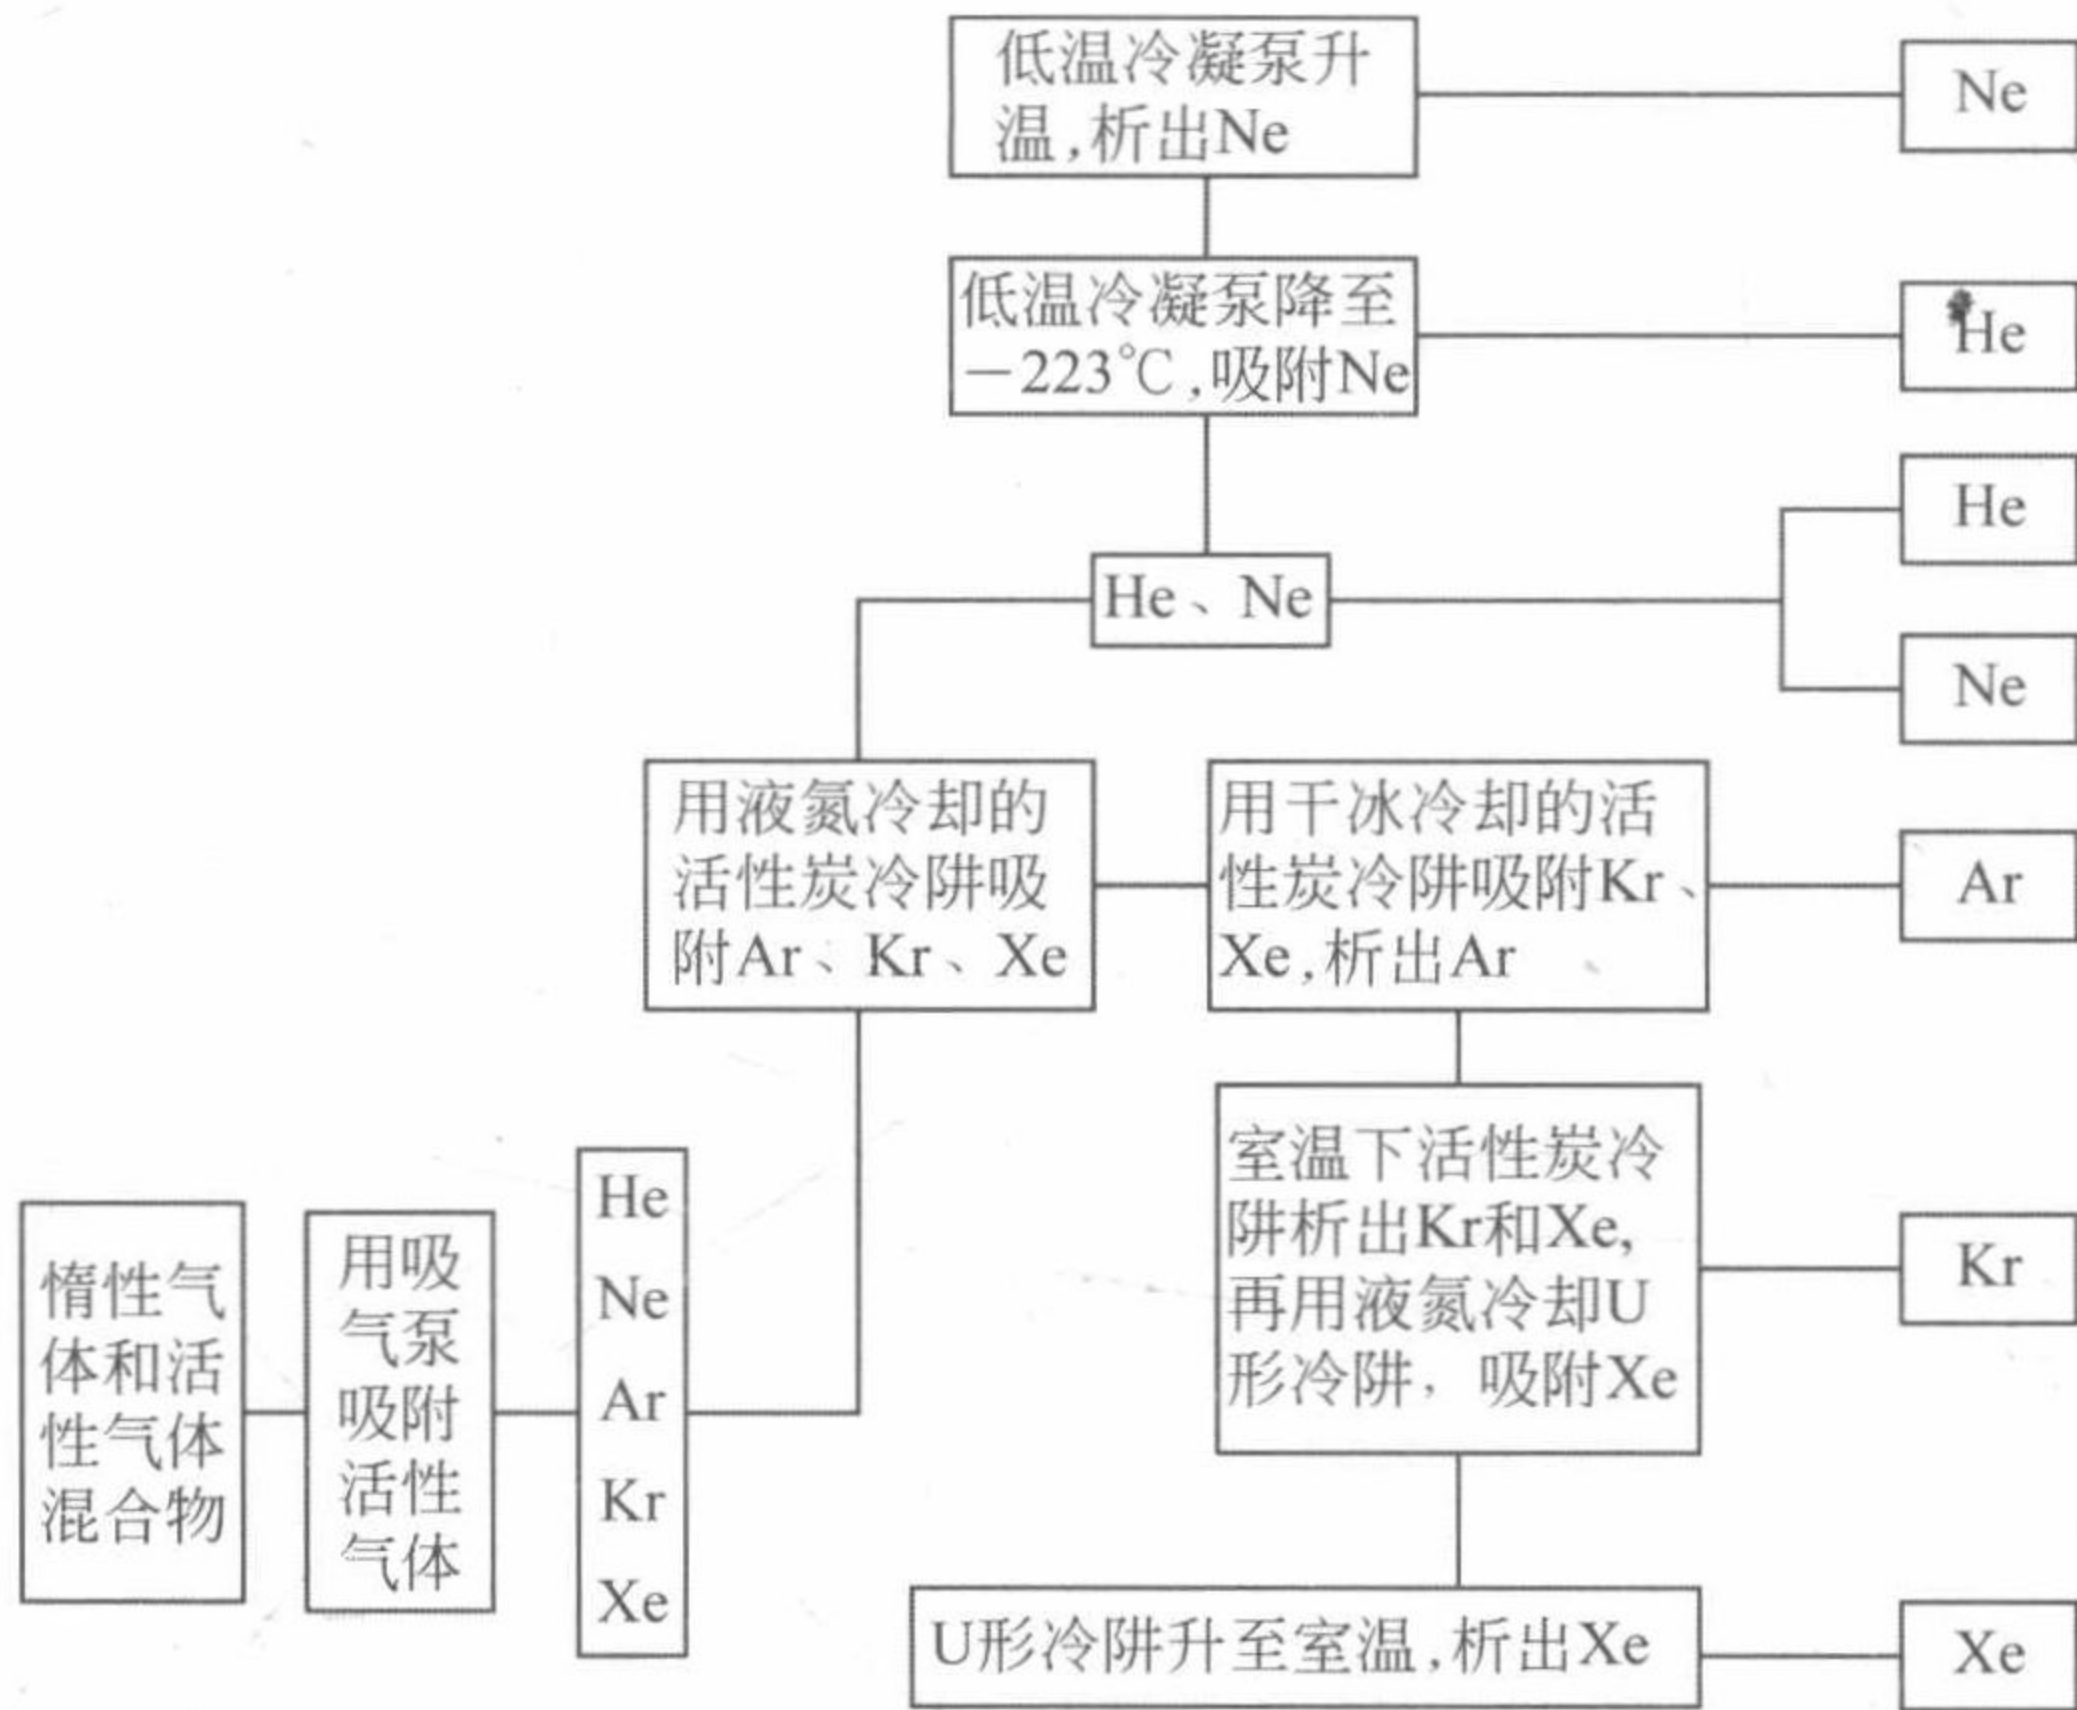 低温冷凝泵升
温,析出Ne
Ne
低温冷凝泵降至
-223℃,吸附Ne
He
He
He、Ne
Ne
用液氮冷却的
活性炭冷阱吸
附Ar、Kr、Xe
用干冰冷却的活
性炭冷阱吸附Kr、
Xe,析出Ar
Ar
惰性气
体和活
性气体
混合物
用吸
气泵
吸附
活性
气体
He
Ne
Ar
Kr
Xe
室温下活性炭冷
阱析出Kr和Xe,
再用液氮冷却U
形冷阱，吸附Xe
Kr
U形冷阱升至室温,析出Xe
Xe